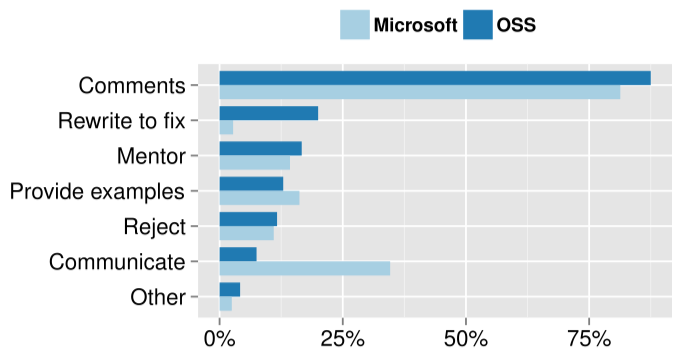 Microsoft OSS
Comments
Rewrite to fix
Mentor
Provide examples
Reject
Communicate
Other
0% 25% 50% 75%